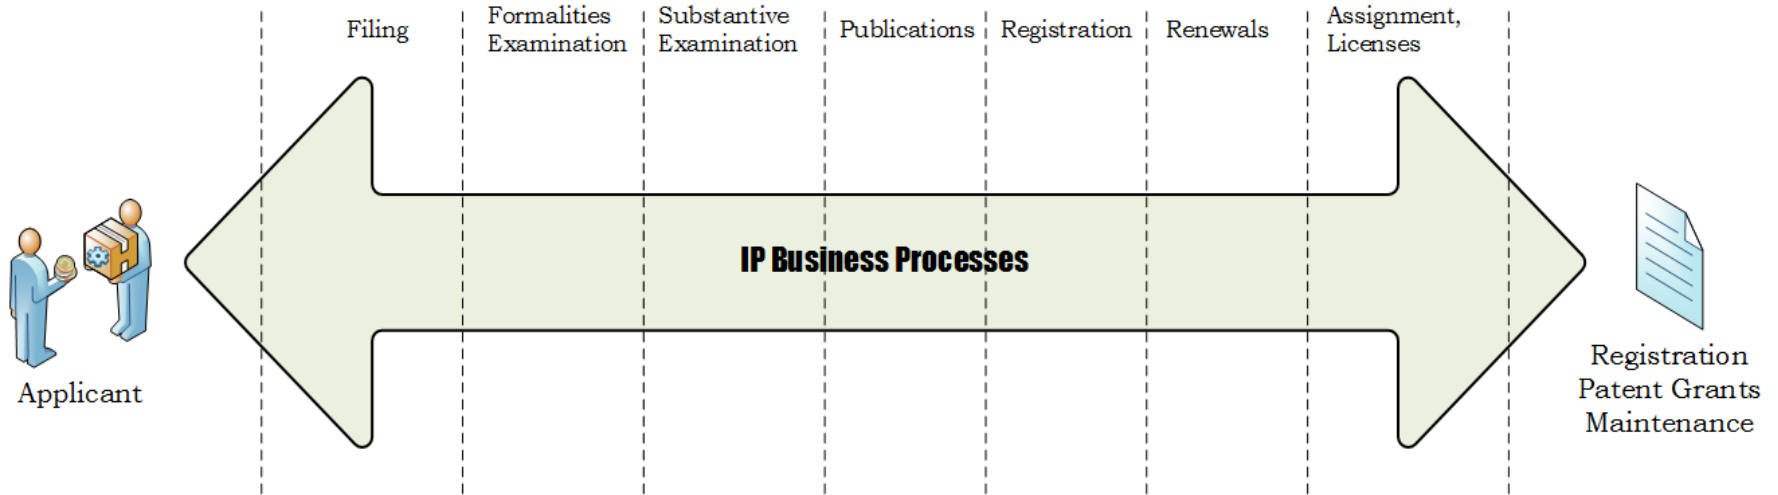 Filing
Formalities
Examination
Substantive
Examination
Publications
Registration
Renewals
Assignment,
Licenses
IP Business Processes
Applicant
Registration
Patent Grants
Maintenance